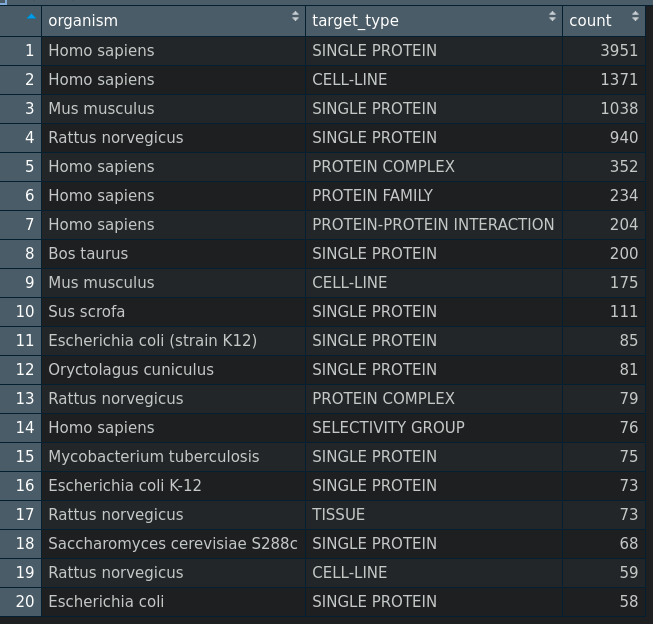 organism target_type count
1 Homo sapiens SINGLE PROTEIN 3951
2 Homo sapiens CELL-LINE 1371
3 Mus musculus SINGLE PROTEIN 1038
4 Rattus norvegicus SINGLE PROTEIN 940
5 Homo sapiens PROTEIN COMPLEX 352
6 Homo sapiens PROTEIN FAMILY 234
7 Homo sapiens PROTEIN-PROTEIN INTERACTION 204
8 Bos taurus SINGLE PROTEIN 200
9 Mus musculus CELL-LINE 175
10 Sus scrofa SINGLE PROTEIN 111
11 Escherichia coli (strain K12) SINGLE PROTEIN 85
12 Oryctolagus cuniculus SINGLE PROTEIN 81
13 Rattus norvegicus PROTEIN COMPLEX 79
14 Homo sapiens SELECTIVITY GROUP 76
15 Mycobacterium tuberculosis SINGLE PROTEIN 75
16 Escherichia coli K-12 SINGLE PROTEIN 73
17 Rattus norvegicus TISSUE 73
18 Saccharomyces cerevisiae S288c SINGLE PROTEIN 68
19 Rattus norvegicus CELL-LINE 59
20 Escherichia coli SINGLE PROTEIN 58